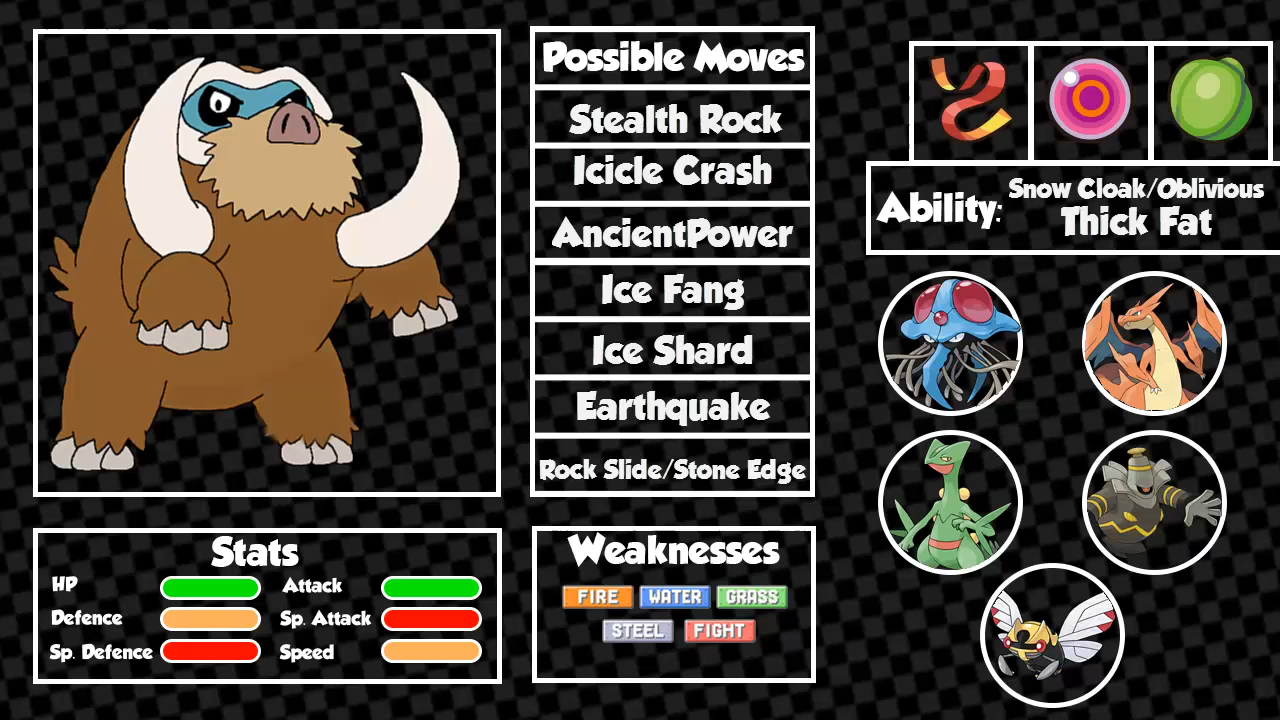 Possible Moves
Stealth Rock
Icicle Crash
AncientPower
Ice Fang
Ice Shard
Earthquake
Rock Slide/Stone Edge
Ability:
Snow Cloak/Oblivious
Thick Fat
Stats
HP
Attack
Defence
Sp. Attack
Sp. Defence
Speed
Weaknesses
FIRE WATER GRASS
STEEL FIGHT